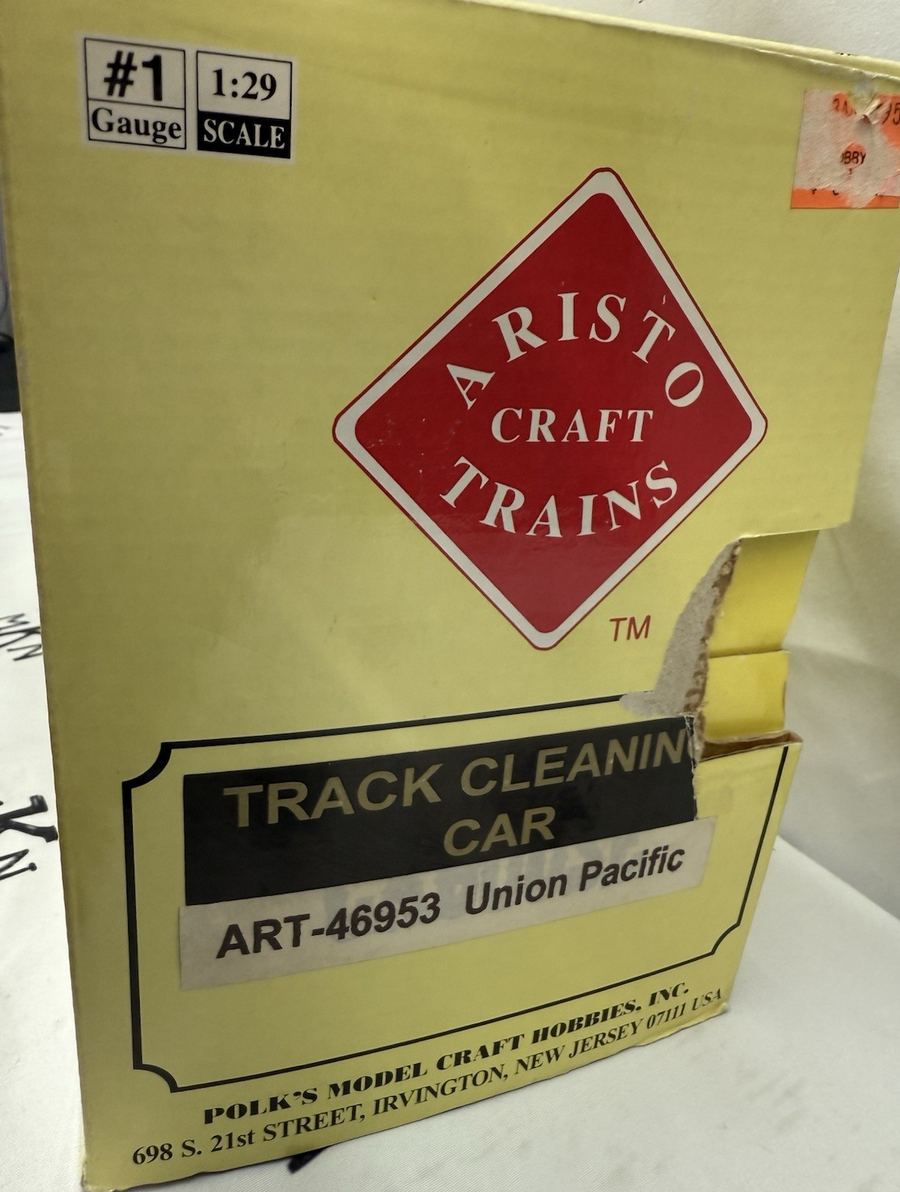 #1 Gauge
1:29 SCALE
ARISTO
CRAFT
TRAINS
TM
TRACK CLEANIN
CAR
ART-46953 Union Pacific
POLK'S MODEL CRAFT HOBBIES, INC.
698 S. 21st STREET, IRVINGTON, NEW JERSEY 07111 USA